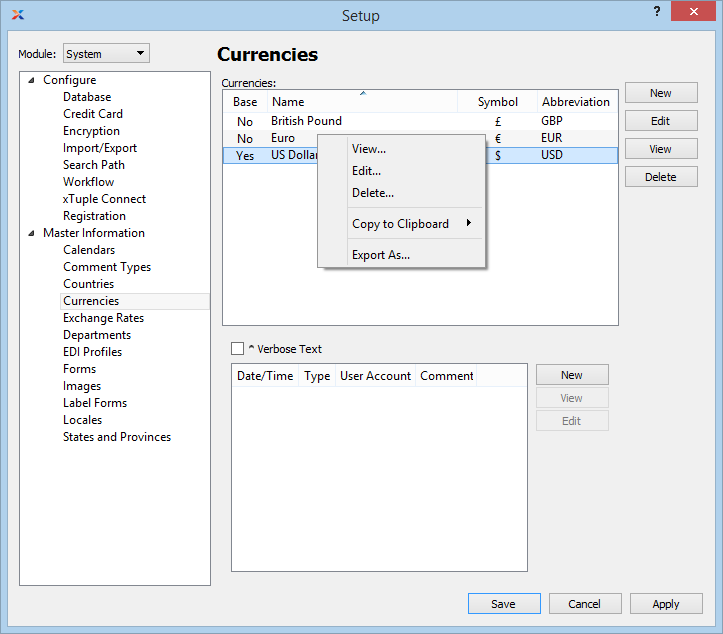 Setup
?
Module: System
Currencies
Configure
Database
Credit Card
Encryption
Import/Export
Search Path
Workflow
xTuple Connect
Registration
Master Information
Calendars
Comment Types
Countries
Currencies
Exchange Rates
Departments
EDI Profiles
Forms
Images
Label Forms
Locales
States and Provinces
Currencies:
Base Name Symbol Abbreviation
No British Pound £ GBP
No Euro € EUR
Yes US Dollar $ USD
View...
Edit...
Delete...
Copy to Clipboard
Export As...
New
Edit
View
Delete
^ Verbose Text
Date/Time Type User Account Comment
New
View
Edit
Save Cancel Apply